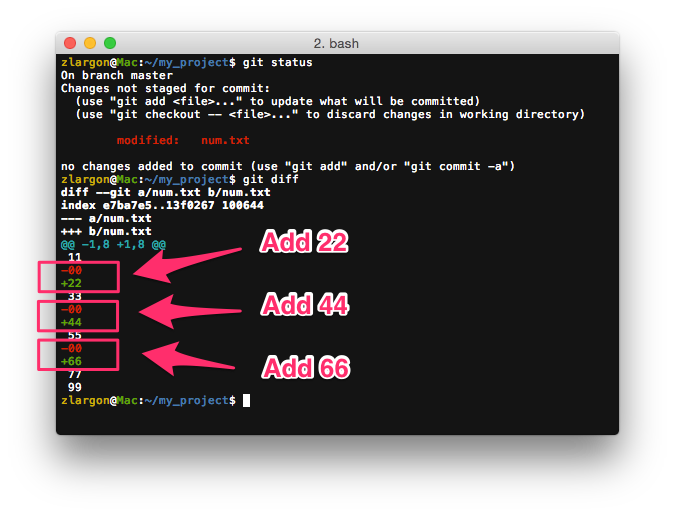 2. bash
zlargon@Mac:~/my_project$ git status
On branch master
Changes not staged for commit:
  (use "git add <file>..." to update what will be committed)
  (use "git checkout -- <file>..." to discard changes in working directory)
        modified:   num.txt
no changes added to commit (use "git add" and/or "git commit -a")
zlargon@Mac:~/my_project$ git diff
diff --git a/num.txt b/num.txt
index e7ba7e5..13f0267 100644
--- a/num.txt
+++ b/num.txt
@@ -1,8 +1,8 @@
 11
-00
+22
 33
-00
+44
 55
-00
+66
 77
 99
zlargon@Mac:~/my_project$
Add 22
Add 44
Add 66